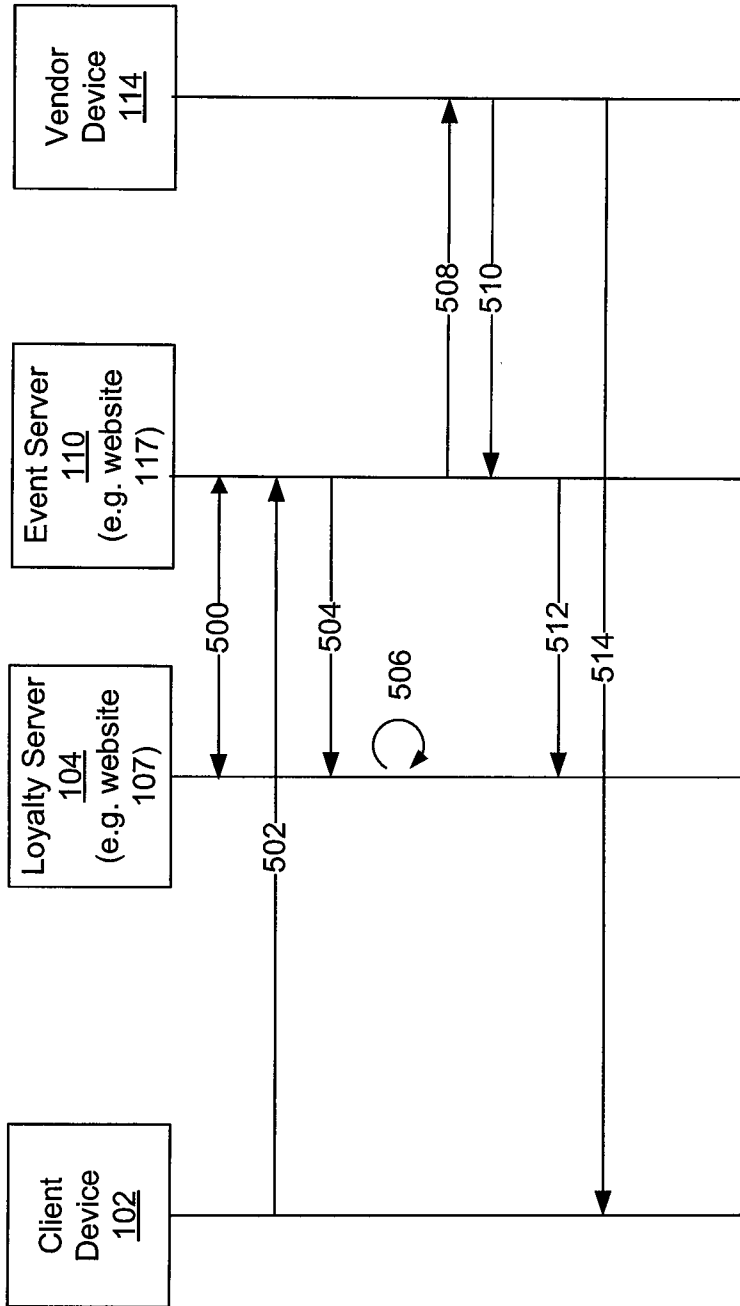 Client
Device
102
Loyalty Server
104
(e.g. website
107)
Event Server
110
(e.g. website
117)
Vendor
Device
114
500
502
504
506
508
510
512
514